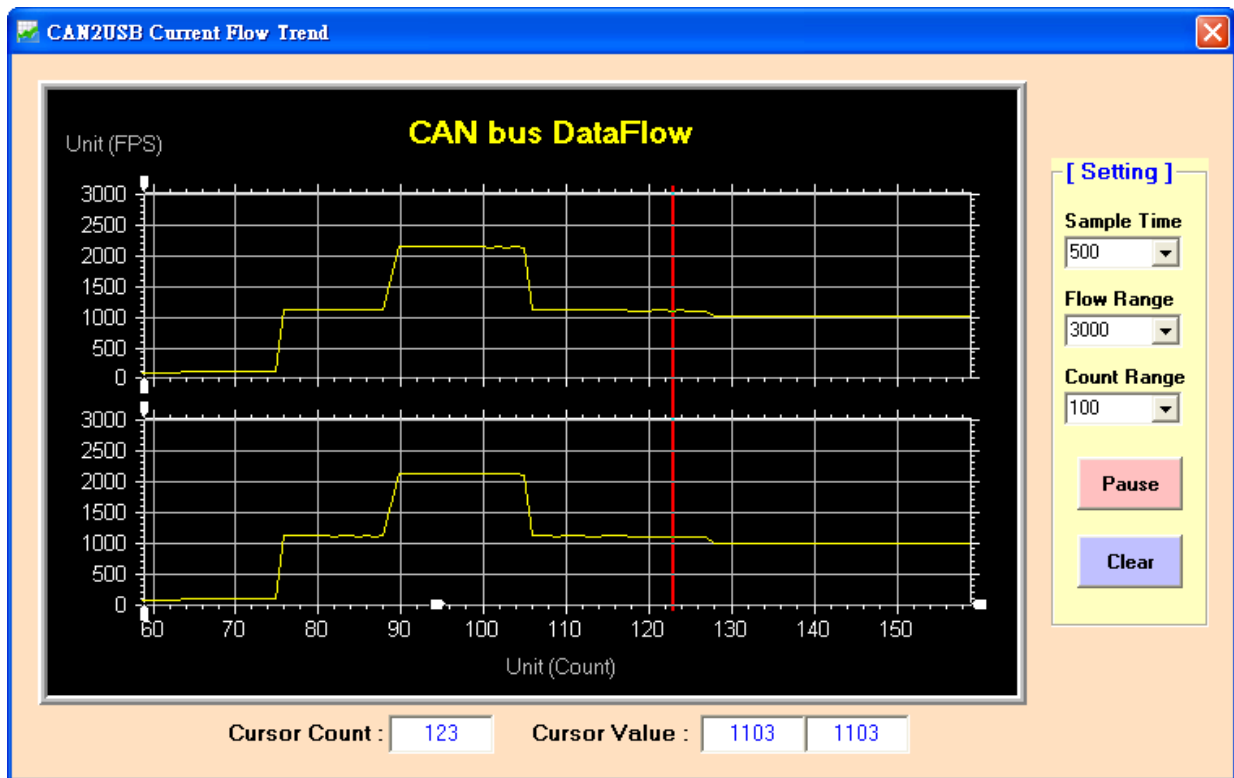 CAN2USB Current Flow Trend
CAN bus DataFlow
Unit (FPS)
3000
2500
2000
1500
1000
500
0
3000
2500
2000
1500
1000
500
0
60 70 80 90 100 110 120 130 140 150
Unit (Count)
[ Setting ]
Sample Time
500
Flow Range
3000
Count Range
100
Pause
Clear
Cursor Count : 123 Cursor Value : 1103 1103